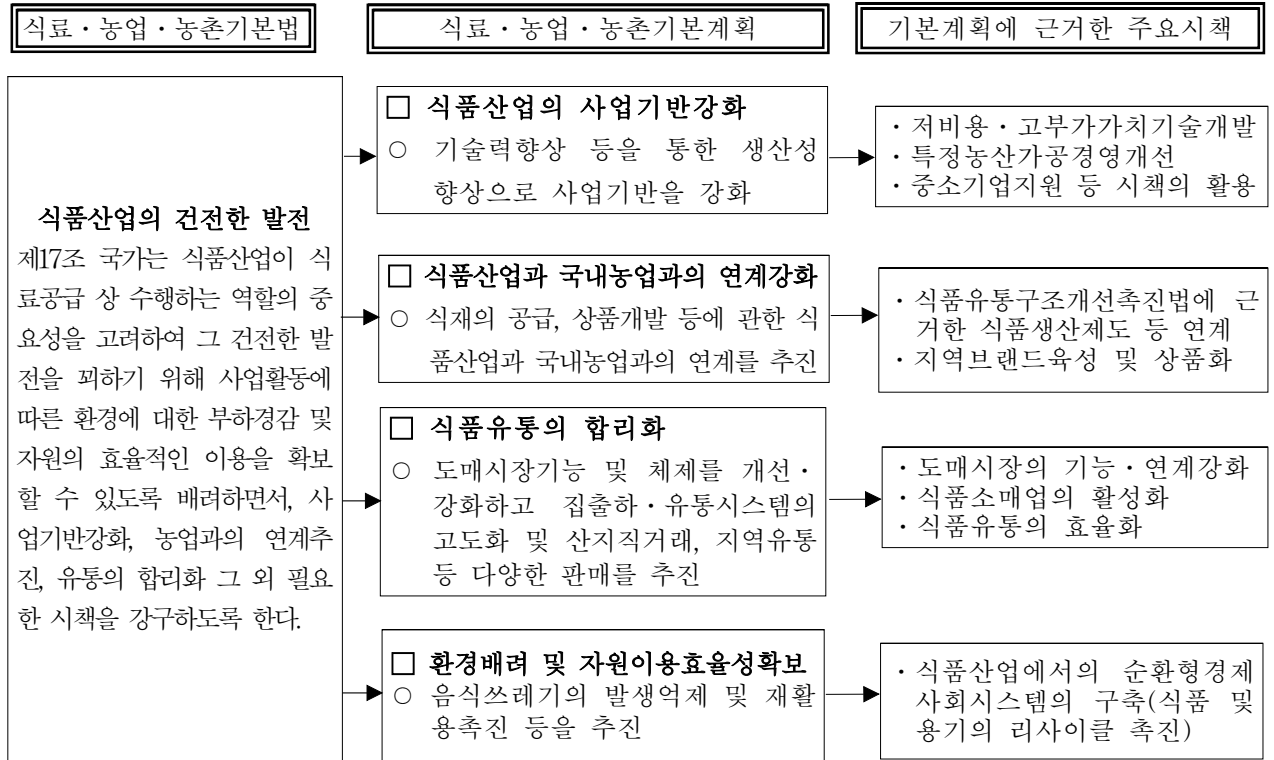 식료・농업・농촌기본법
식료・농업・농촌기본계획
기본계획에 근거한 주요시책
식품산업의 건전한 발전
제17조 국가는 식품산업이 식
료공급 상 수행하는 역할의 중
요성을 고려하여 그 건전한 발
전을 꾀하기 위해 사업활동에
따른 환경에 대한 부하경감 및
자원의 효율적인 이용을 확보
할 수 있도록 배려하면서, 사
업기반강화, 농업과의 연계추
진, 유통의 합리화 그 외 필요
한 시책을 강구하도록 한다.
□ 식품산업의 사업기반강화
○ 기술력향상 등을 통한 생산성
향상으로 사업기반을 강화
・저비용・고부가가치기술개발
・특정농산가공경영개선
・중소기업지원 등 시책의 활용
□ 식품산업과 국내농업과의 연계강화
○ 식재의 공급, 상품개발 등에 관한 식
품산업과 국내농업과의 연계를 추진
・식품유통구조개선촉진법에 근
거한 식품생산제도 등 연계
・지역브랜드육성 및 상품화
□ 식품유통의 합리화
○ 도매시장기능 및 체제를 개선・
강화하고 집출하・유통시스템의
고도화 및 산지직거래, 지역유통
등 다양한 판매를 추진
・도매시장의 기능・연계강화
・식품소매업의 활성화
・식품유통의 효율화
□ 환경배려 및 자원이용효율성확보
○ 음식쓰레기의 발생억제 및 재활
용촉진 등을 추진
・식품산업에서의 순환형경제
사회시스템의 구축(식품 및
용기의 리사이클 촉진)